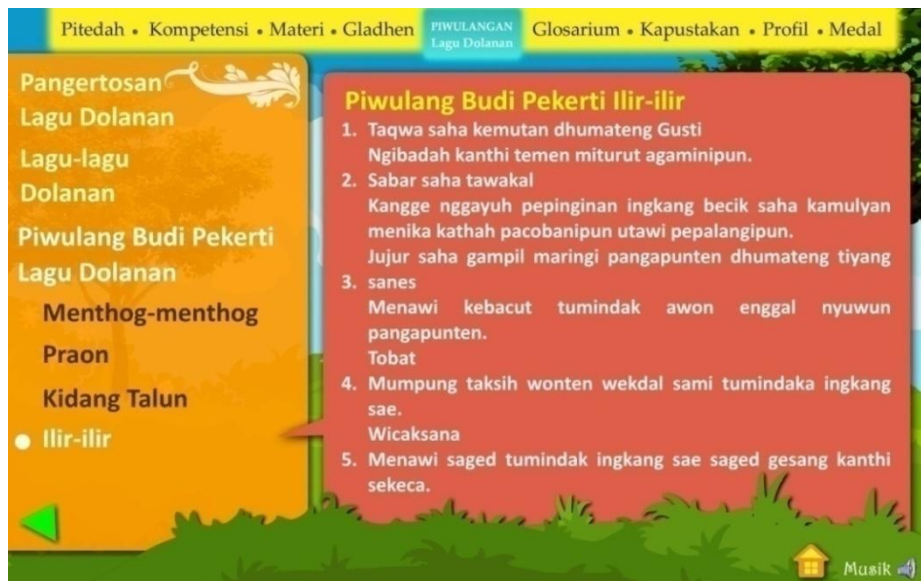 Pitedah • Kompetensi • Materi • Gladhen PIWULANGAN Glosarium • Kapustakan • Profil • Medal
Lagu Dolanan
Pangertosan
Lagu Dolanan
Lagu-lagu
Dolanan
Piwulang Budi Pekerti
Lagu Dolanan
Menthog-menthog
Praon
Kidang Talun
Ilir-ilir
Piwulang Budi Pekerti Ilir-ilir
1. Taqwa saha kemutan dhumateng Gusti
Ngibadah kanthi temen miturut agaminipun.
2. Sabar saha tawakal
Kangge nggayuh pepinginan ingkang becik saha kamulyan
menika kathah pacobanipun utawi pepalangipun.
Jujur saha gampil maringi pangapunten dhumateng tiyang
3. sanes
Menawi kebacut tumindak awon enggal nyuwun
pangapunten.
Tobat
4. Mumpung taksih wonten wekdal sami tumindaka ingkang
sae.
Wicaksana
5. Menawi saged tumindak ingkang sae saged gesang kanthi
sekeca.
Musik